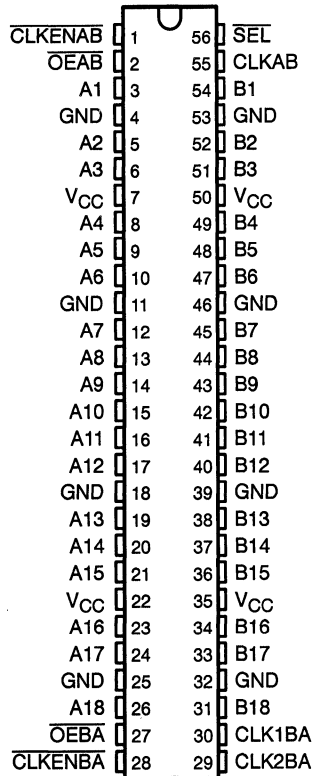 CLKENAB 1 56 SEL
OEAB 2 55 CLKAB
A1 3 54 B1
GND 4 53 GND
A2 5 52 B2
A3 6 51 B3
VCC 7 50 VCC
A4 8 49 B4
A5 9 48 B5
A6 10 47 B6
GND 11 46 GND
A7 12 45 B7
A8 13 44 B8
A9 14 43 B9
A10 15 42 B10
A11 16 41 B11
A12 17 40 B12
GND 18 39 GND
A13 19 38 B13
A14 20 37 B14
A15 21 36 B15
VCC 22 35 VCC
A16 23 34 B16
A17 24 33 B17
GND 25 32 GND
A18 26 31 B18
OEBA 27 30 CLK1BA
CLKENBA 28 29 CLK2BA